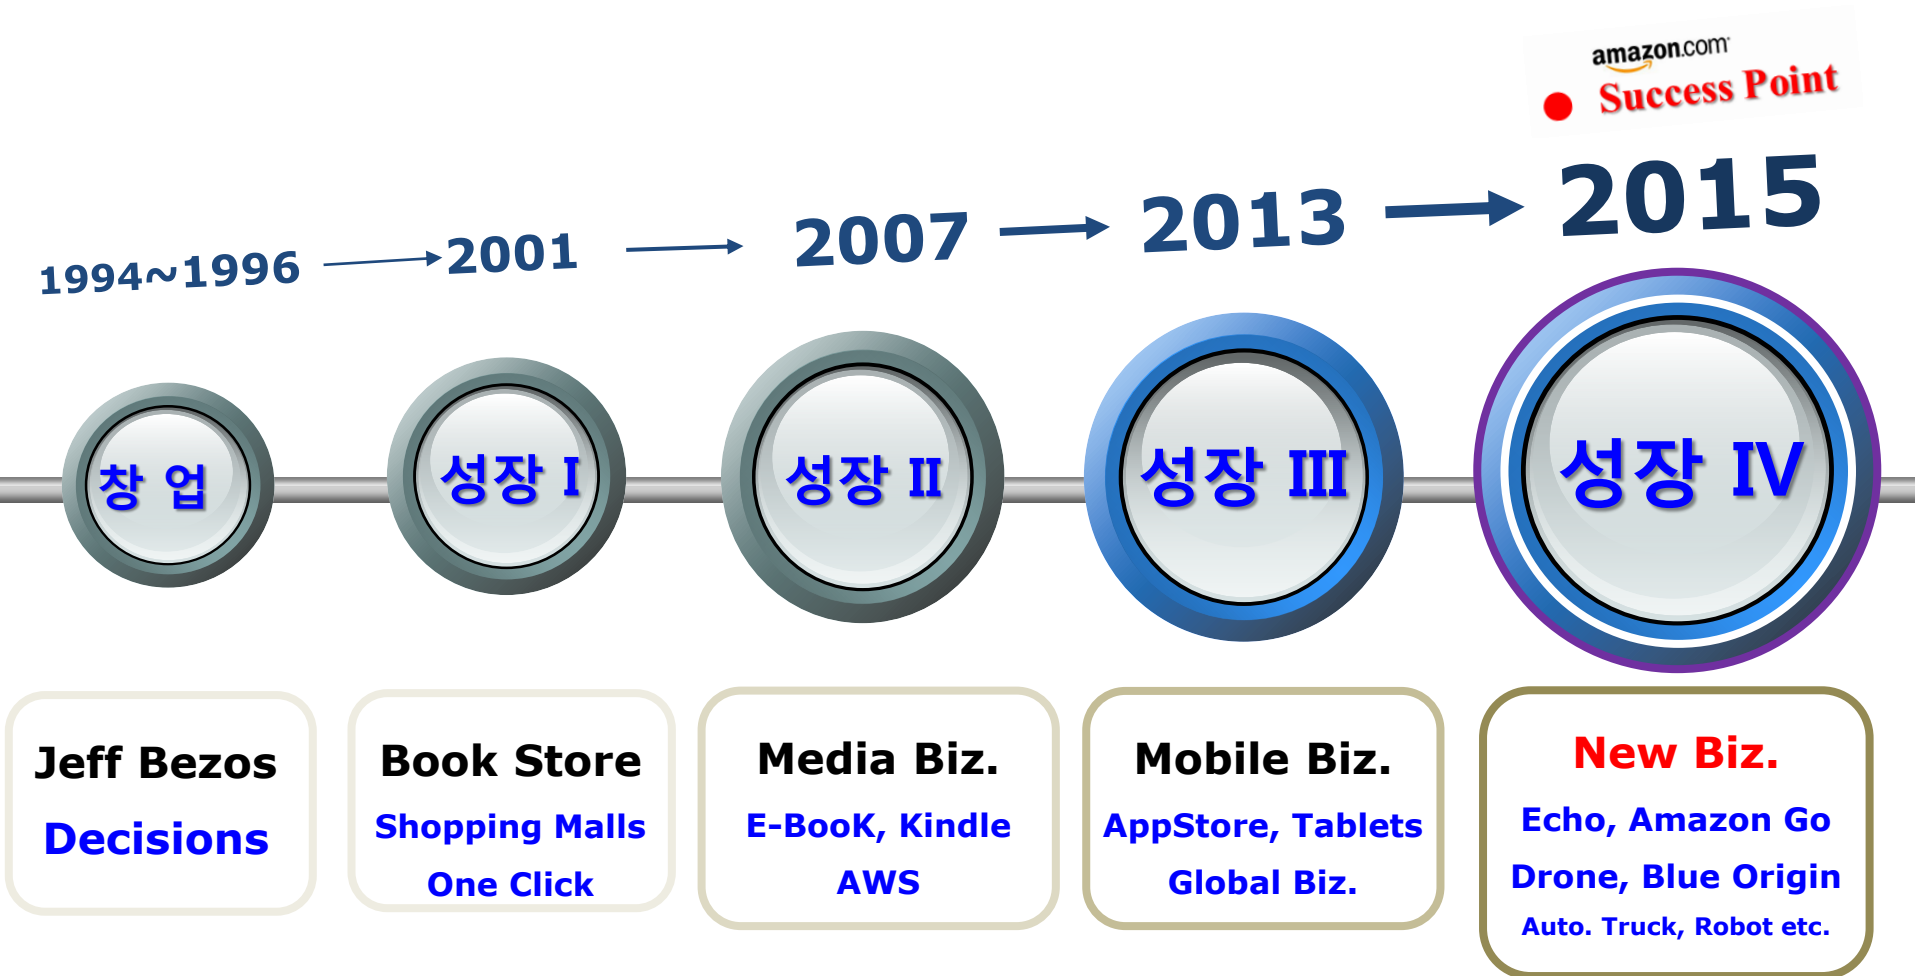 amazon.com
● Success Point
1994~1996
2001
2007
2013
2015
창 업
성장 I
성장 II
성장 III
성장 IV
Jeff Bezos
Decisions
Book Store
Shopping Malls
One Click
Media Biz.
E-BooK, Kindle
AWS
Mobile Biz.
AppStore, Tablets
Global Biz.
New Biz.
Echo, Amazon Go
Drone, Blue Origin
Auto. Truck, Robot etc.